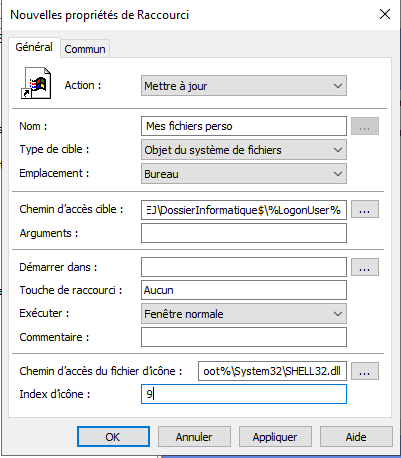 Nouvelles propriétés de Raccourci
Général Commun
Action : Mettre à jour
Nom : Mes fichiers perso ...
Type de cible : Objet du système de fichiers
Emplacement : Bureau
Chemin d'accès cible : EJ\DossierInformatique$\%LogonUser% ...
Arguments :
Démarrer dans : ...
Touche de raccourci : Aucun
Exécuter : Fenêtre normale
Commentaire :
Chemin d'accès du fichier d'icône : oot%\System32\SHELL32.dll ...
Index d'icône : 9
OK Annuler Appliquer Aide